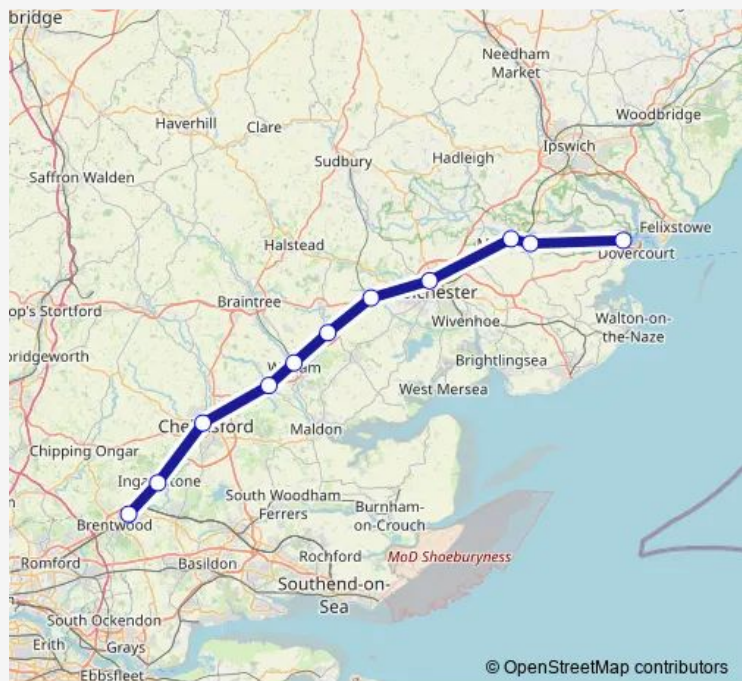 bridge
Needham
Market
Woodbridge
Haverhill
Clare
Ipswich
Sudbury
Hadleigh
Saffron Walden
Felixstowe
Halstead
Dovercourt
Braintree
op's Stortford
Wivenhoe
Walton-on-
the-Naze
bridgeworth
Brightlingsea
West Mersea
Maldon
Chipping Ongar
South Woodham
Ferrers
Burnham-
on-Crouch
Brentwood
Romford
Basildon
Rochford
MoD Shoeburyness
Southend-on-
Sea
South Ockendon
Erith
Grays
Ebbsfleet
© OpenStreetMap contributors